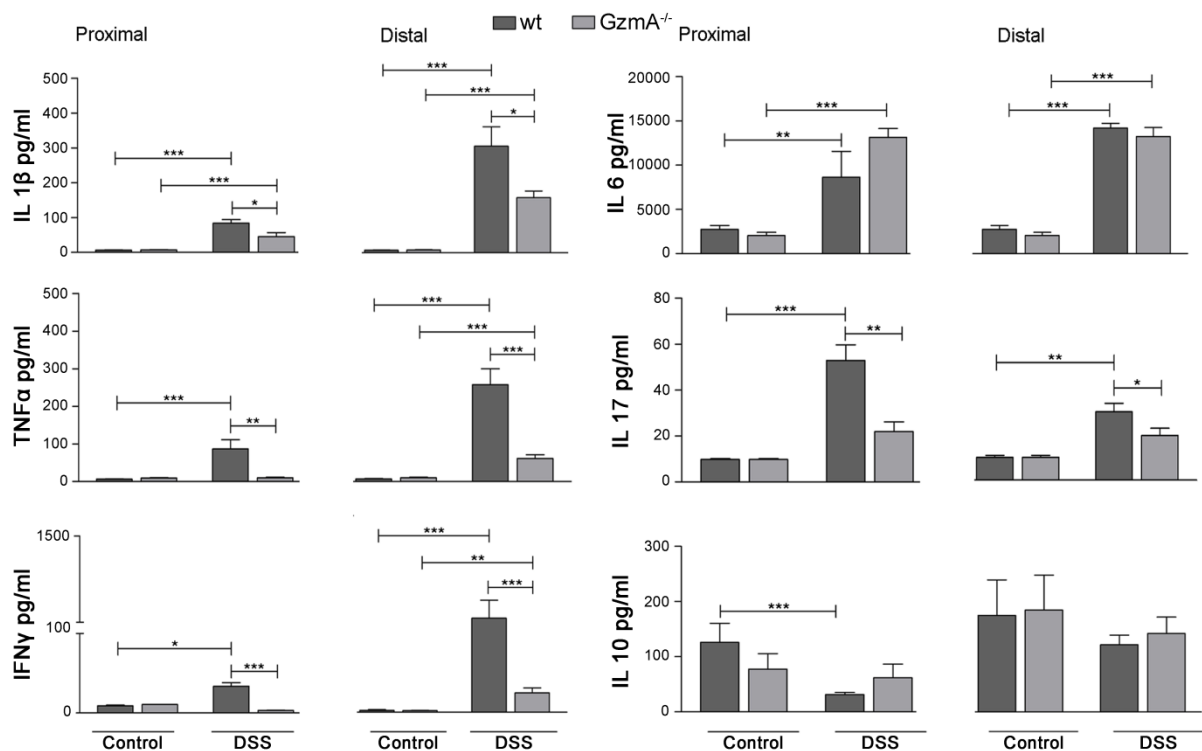 wt GzmA-/-
Proximal Distal Proximal Distal
IL 1β pg/ml
500
400
300
200
100
0
*** *** *
*** *** *
IL 6 pg/ml
20000
15000
10000
5000
0
** ***
*** ***
TNFα pg/ml
500
400
300
200
100
0
*** **
*** *** ***
IL 17 pg/ml
80
60
40
20
0
*** **
** *
IFNγ pg/ml
1500
100
0
* ***
*** ** ***
IL 10 pg/ml
300
200
100
0
***
Control DSS Control DSS Control DSS Control DSS